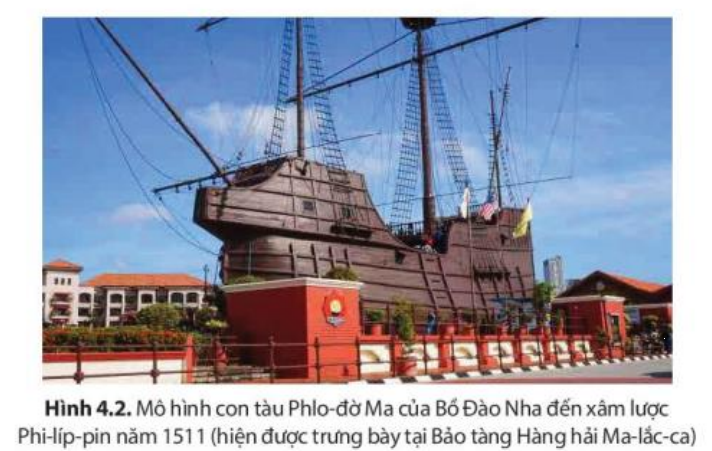 Hình 4.2. Mô hình con tàu Phlo-đờ Ma của Bồ Đào Nha đến xâm lược
Phi-líp-pin năm 1511 (hiện được trưng bày tại Bảo tàng Hàng hải Ma-lắc-ca)